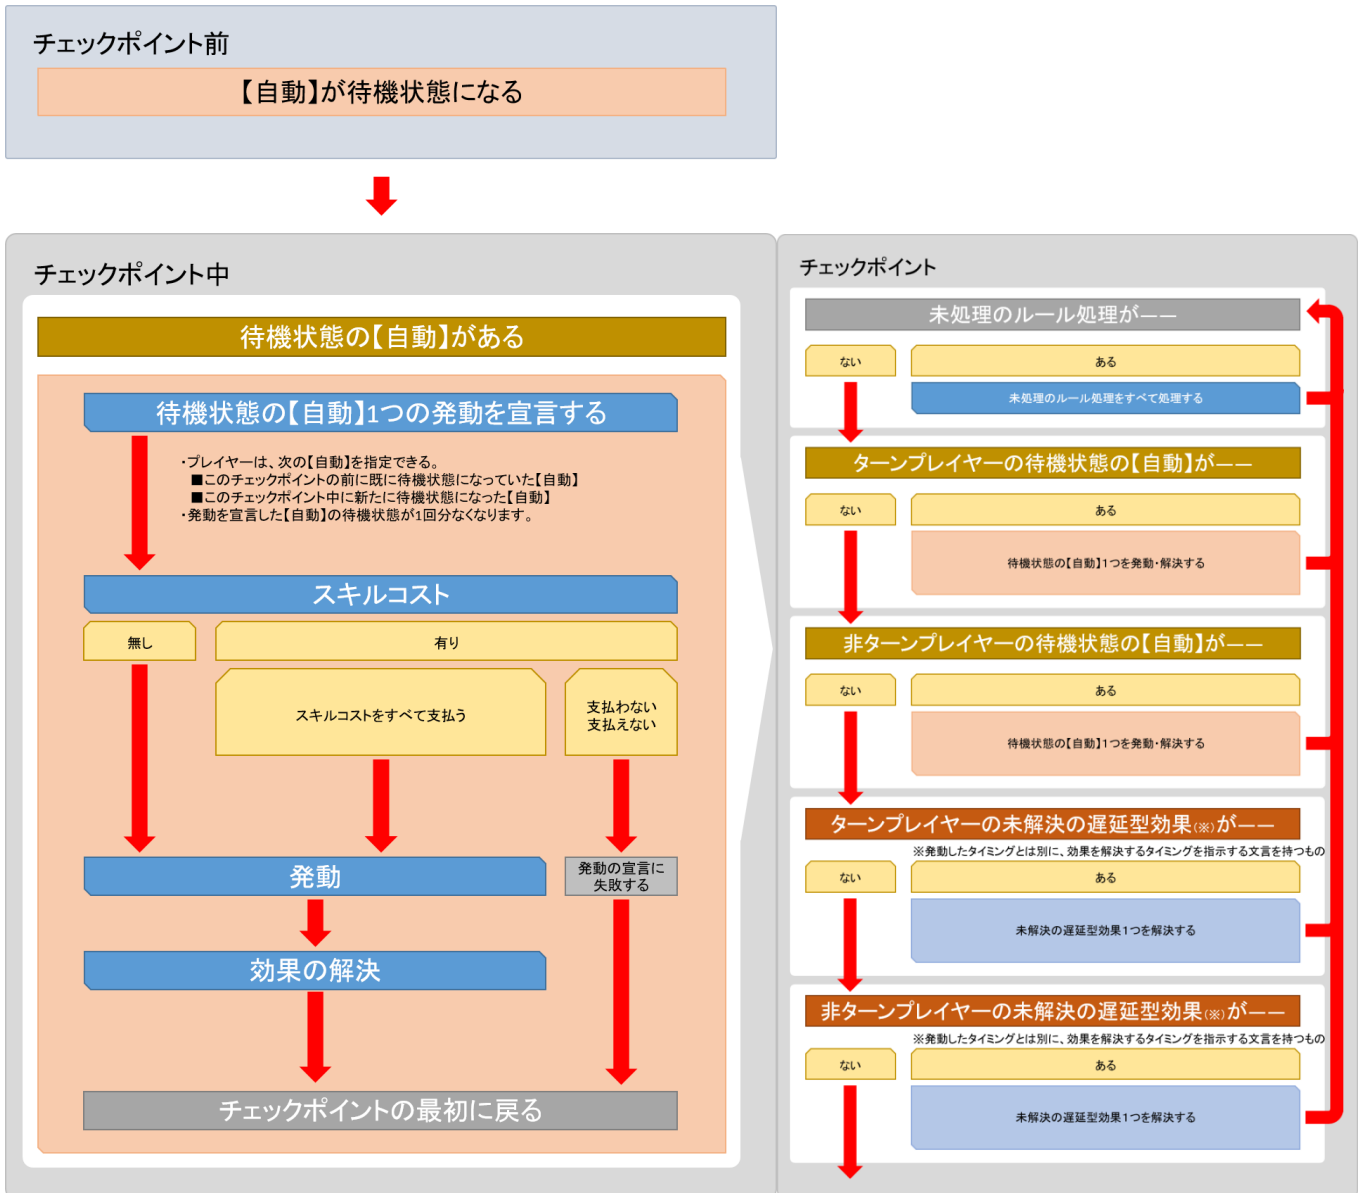 チェックポイント前
【自動】が待機状態になる
チェックポイント中
待機状態の【自動】がある
待機状態の【自動】1つの発動を宣言する
・プレイヤーは、次の【自動】を指定できる。
■このチェックポイントの前に既に待機状態になっていた【自動】
■このチェックポイント中に新たに待機状態になった【自動】
・発動を宣言した【自動】の待機状態が1回分なくなります。
スキルコスト
無し
有り
スキルコストをすべて支払う
支払わない
支払えない
発動
発動の宣言に
失敗する
効果の解決
チェックポイントの最初に戻る
チェックポイント
未処理のルール処理が――
ない
ある
未処理のルール処理をすべて処理する
ターンプレイヤーの待機状態の【自動】が――
ない
ある
待機状態の【自動】1つを発動・解決する
非ターンプレイヤーの待機状態の【自動】が――
ない
ある
待機状態の【自動】1つを発動・解決する
ターンプレイヤーの未解決の遅延型効果(※)が――
※発動したタイミングとは別に、効果を解決するタイミングを指示する文言を持つもの
ない
ある
未解決の遅延型効果1つを解決する
非ターンプレイヤーの未解決の遅延型効果(※)が――
※発動したタイミングとは別に、効果を解決するタイミングを指示する文言を持つもの
ない
ある
未解決の遅延型効果1つを解決する